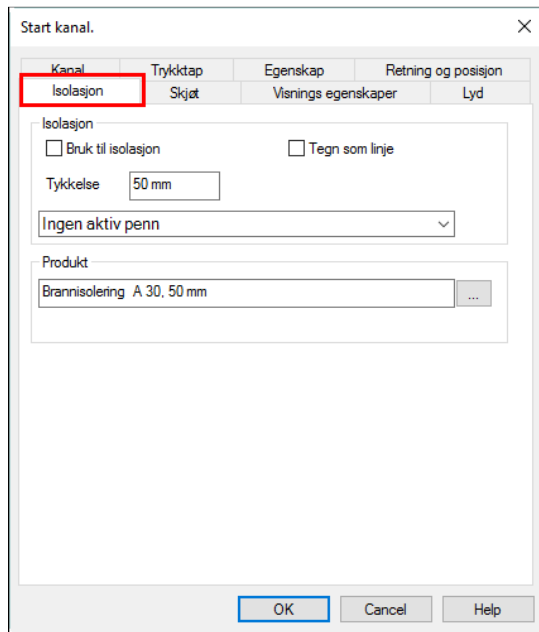 Start kanal.
Kanal Trykktap Egenskap Retning og posisjon
Isolasjon Skjøt Visnings egenskaper Lyd
Isolasjon
Bruk til isolasjon Tegn som linje
Tykkelse 50 mm
Ingen aktiv penn
Produkt
Brannisolering A 30, 50 mm ...
OK Cancel Help